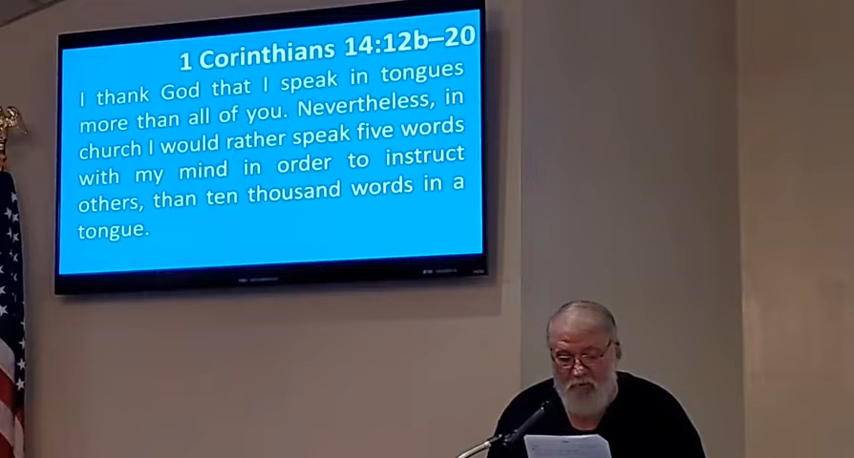 1 Corinthians 14:12b–20
I thank God that I speak in tongues
more than all of you. Nevertheless, in
church I would rather speak five words
with my mind in order to instruct
others, than ten thousand words in a
tongue.